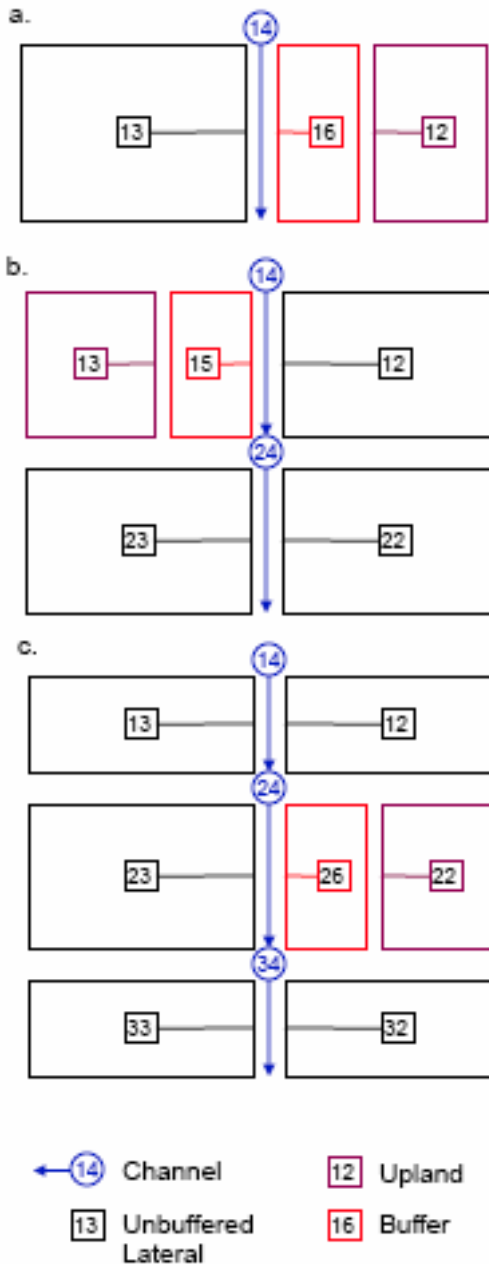 a.
14
13 16 12
b.
14
13 15 12
24
23 22
c.
14
13 12
24
23 26 22
34
33 32
14 Channel 12 Upland
13 Unbuffered 16 Buffer
Lateral